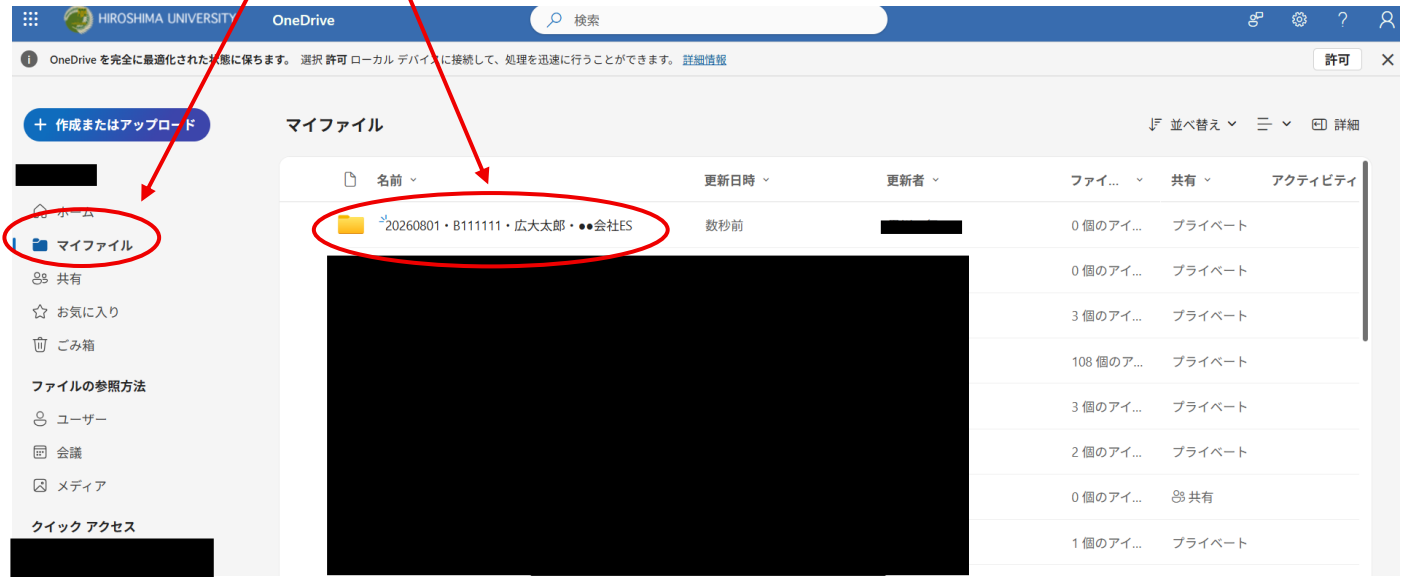 HIROSHIMA UNIVERSITY OneDrive 検索
OneDrive を完全に最適化された状態に保ちます。 選択 許可 ローカル デバイスに接続して、処理を迅速に行うことができます。 詳細情報 許可
+ 作成またはアップロード
マイファイル 並べ替え 詳細
名前 更新日時 更新者 ファイ... 共有 アクティビティ
ホーム
20260801・B111111・広大太郎・●●会社ES 数秒前 0 個のアイ... プライベート
マイファイル
0 個のアイ... プライベート
共有
お気に入り
3 個のアイ... プライベート
ごみ箱
108 個のア... プライベート
ファイルの参照方法
3 個のアイ... プライベート
ユーザー
会議
2 個のアイ... プライベート
メディア
0 個のアイ... 共有
クイック アクセス
1 個のアイ... プライベート